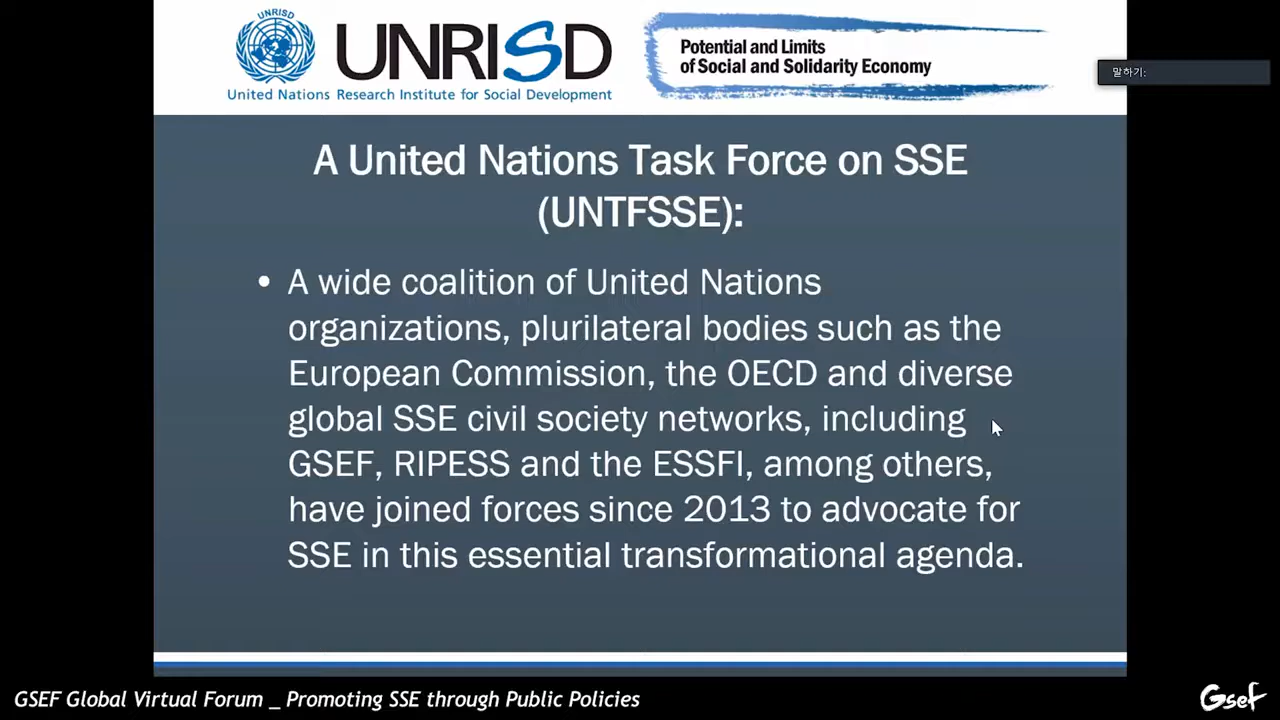 UNRISD
UNRISD
United Nations Research Institute for Social Development
Potential and Limits
of Social and Solidarity Economy
말하기:
A United Nations Task Force on SSE
(UNTFSSE):
• A wide coalition of United Nations
organizations, plurilateral bodies such as the
European Commission, the OECD and diverse
global SSE civil society networks, including
GSEF, RIPESS and the ESSFI, among others,
have joined forces since 2013 to advocate for
SSE in this essential transformational agenda.
GSEF Global Virtual Forum _ Promoting SSE through Public Policies
Gsef